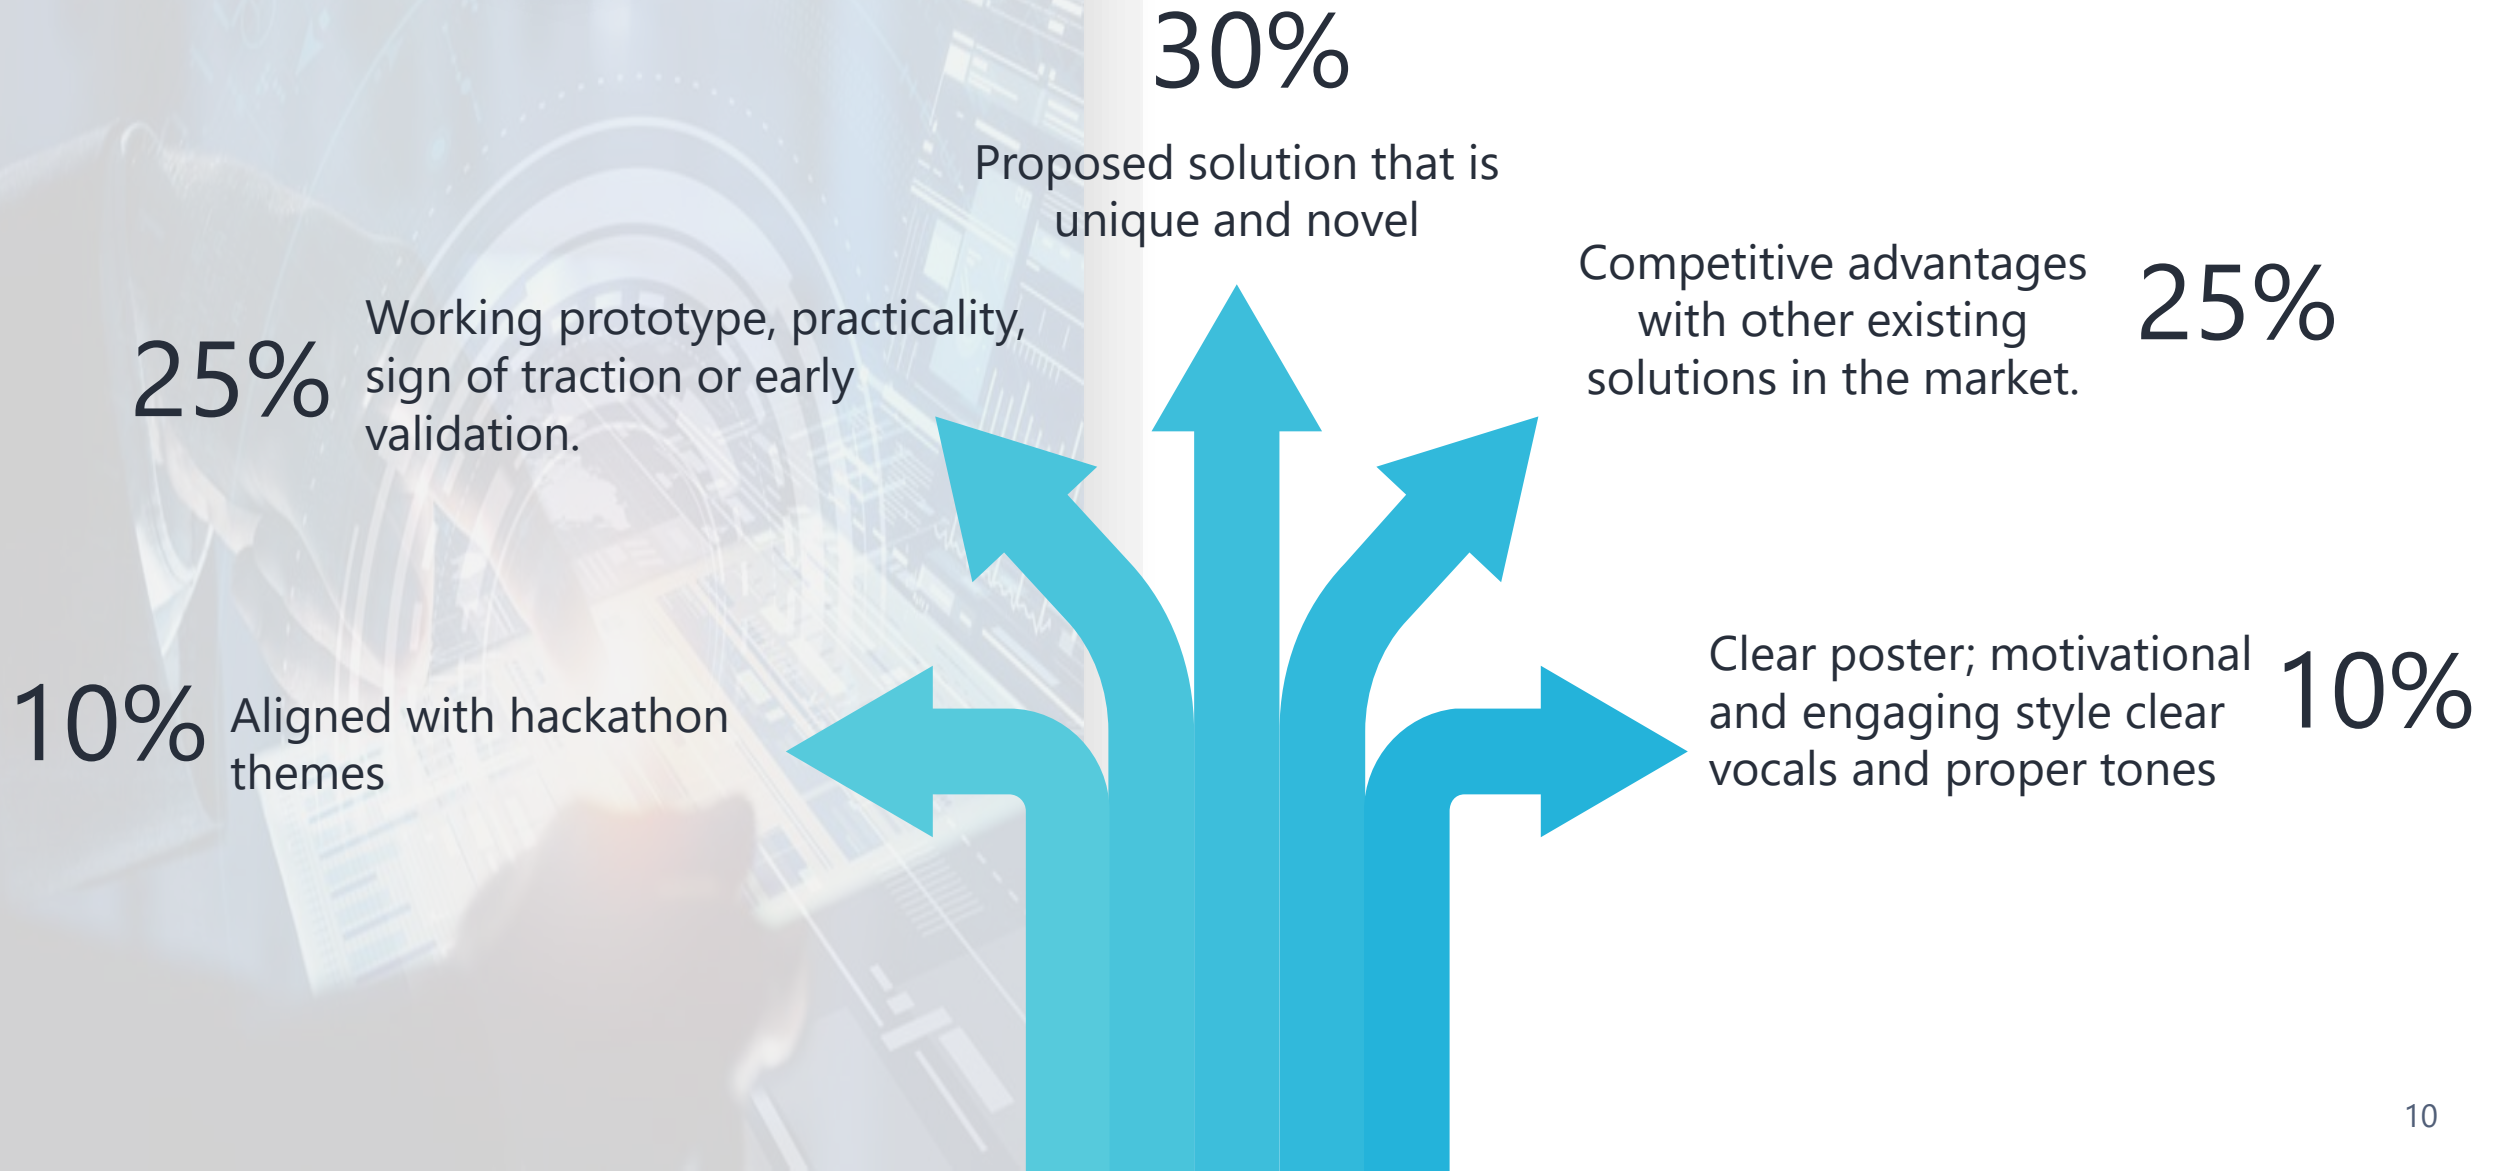 30%
Proposed solution that is
unique and novel
25%
Working prototype, practicality,
sign of traction or early
validation.
Competitive advantages
with other existing
solutions in the market.
25%
10%
Aligned with hackathon
themes
Clear poster; motivational
and engaging style clear
vocals and proper tones
10%
10